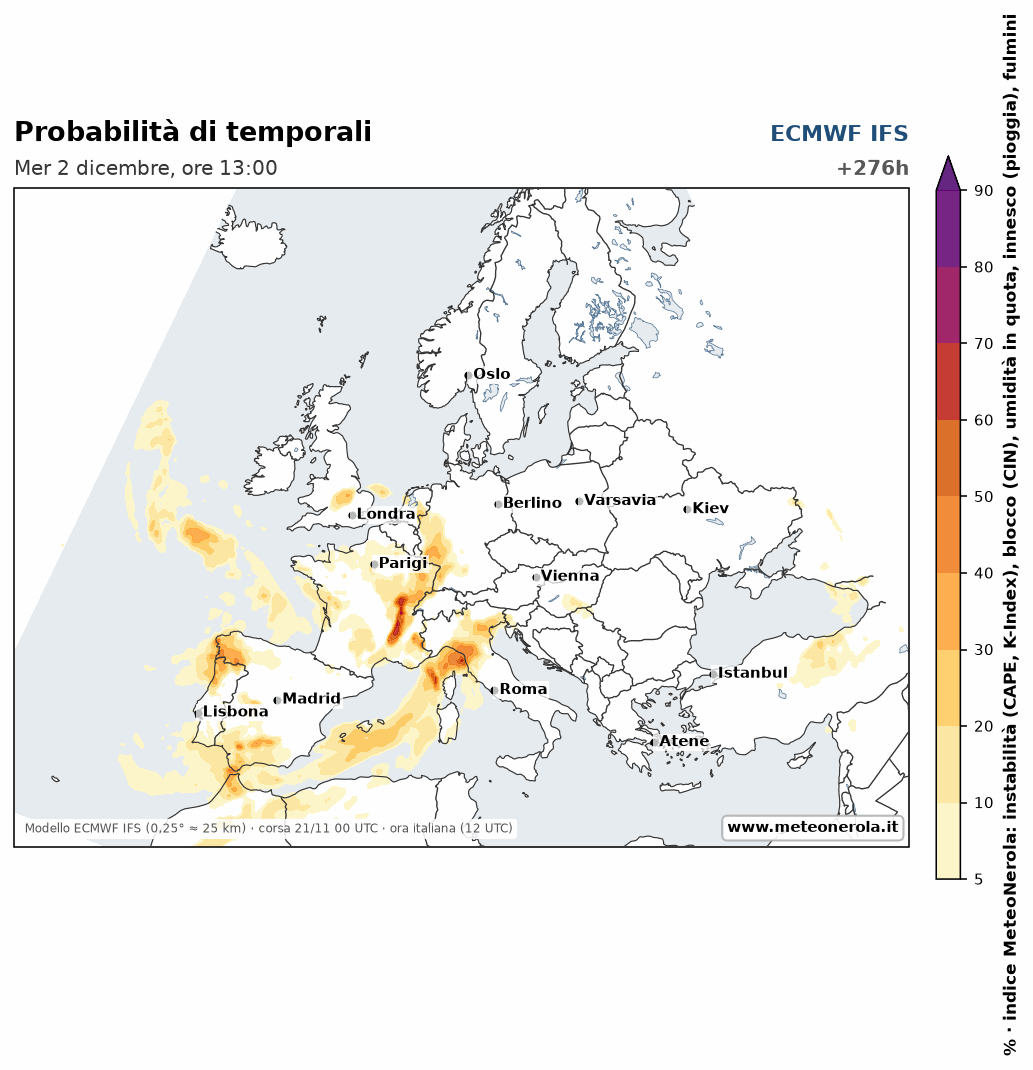 Probabilità di temporali
ECMWF IFS
Mer 2 dicembre, ore 13:00
+276h
Oslo
Londra
Berlino
Varsavia
Kiev
Parigi
Vienna
Istanbul
Madrid
Roma
Lisbona
Atene
Modello ECMWF IFS (0,25° ≈ 25 km) · corsa 21/11 00 UTC · ora italiana (12 UTC)
www.meteonerola.it
90
80
70
60
50
40
30
20
10
5
% · indice MeteoNerola: instabilità (CAPE, K-Index), blocco (CIN), umidità in quota, innesco (pioggia), fulmini